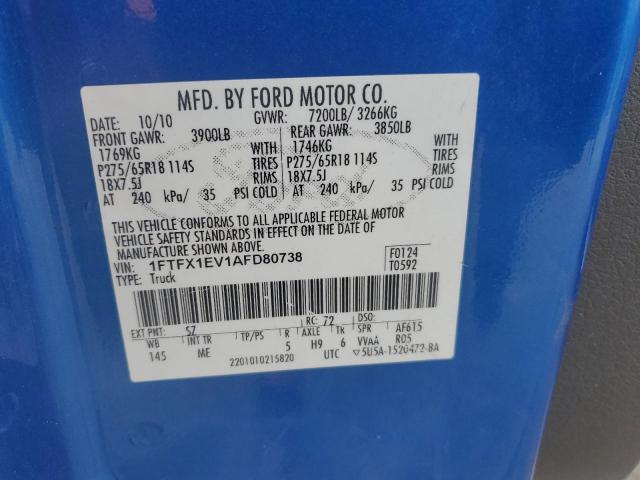 MFD. BY FORD MOTOR CO.
DATE: 10/10 GVWR: 7200LB/ 3266KG
FRONT GAWR: 3900LB REAR GAWR: 3850LB
1769KG WITH 1746KG WITH
P275/65R18 114S TIRES P275/65R18 114S TIRES
18X7.5J RIMS 18X7.5J RIMS
AT 240 kPa/ 35 PSI COLD AT 240 kPa/ 35 PSI COLD
THIS VEHICLE CONFORMS TO ALL APPLICABLE FEDERAL MOTOR
VEHICLE SAFETY STANDARDS IN EFFECT ON THE DATE OF
MANUFACTURE SHOWN ABOVE.
VIN: 1FTFX1EV1AFD80738 F0124
TYPE: Truck T0592
EXT PNT: SZ RC: 72
WB INT TR TP/PS R AXLE TR SPR AF615
145 ME 5 H9 6 VVAA R05
2201010215820 UTC ▽5U5A-1520472-BA